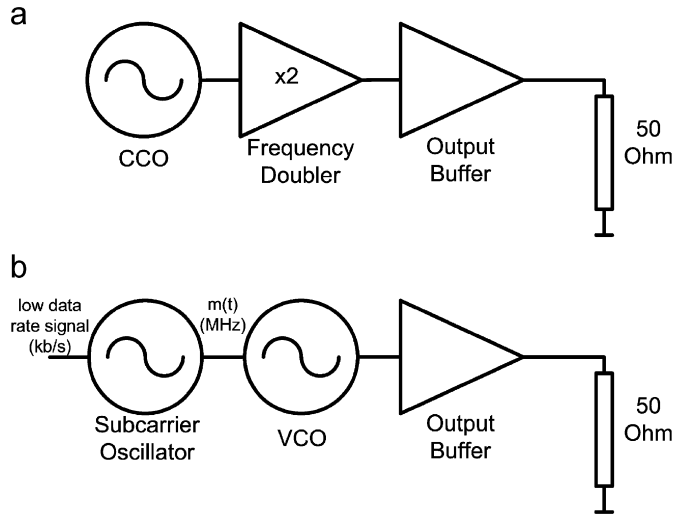 a
x2
CCO
Frequency
Doubler
Output
Buffer
50
Ohm
b
low data
rate signal
(kb/s)
m(t)
(MHz)
Subcarrier
Oscillator
VCO
Output
Buffer
50
Ohm